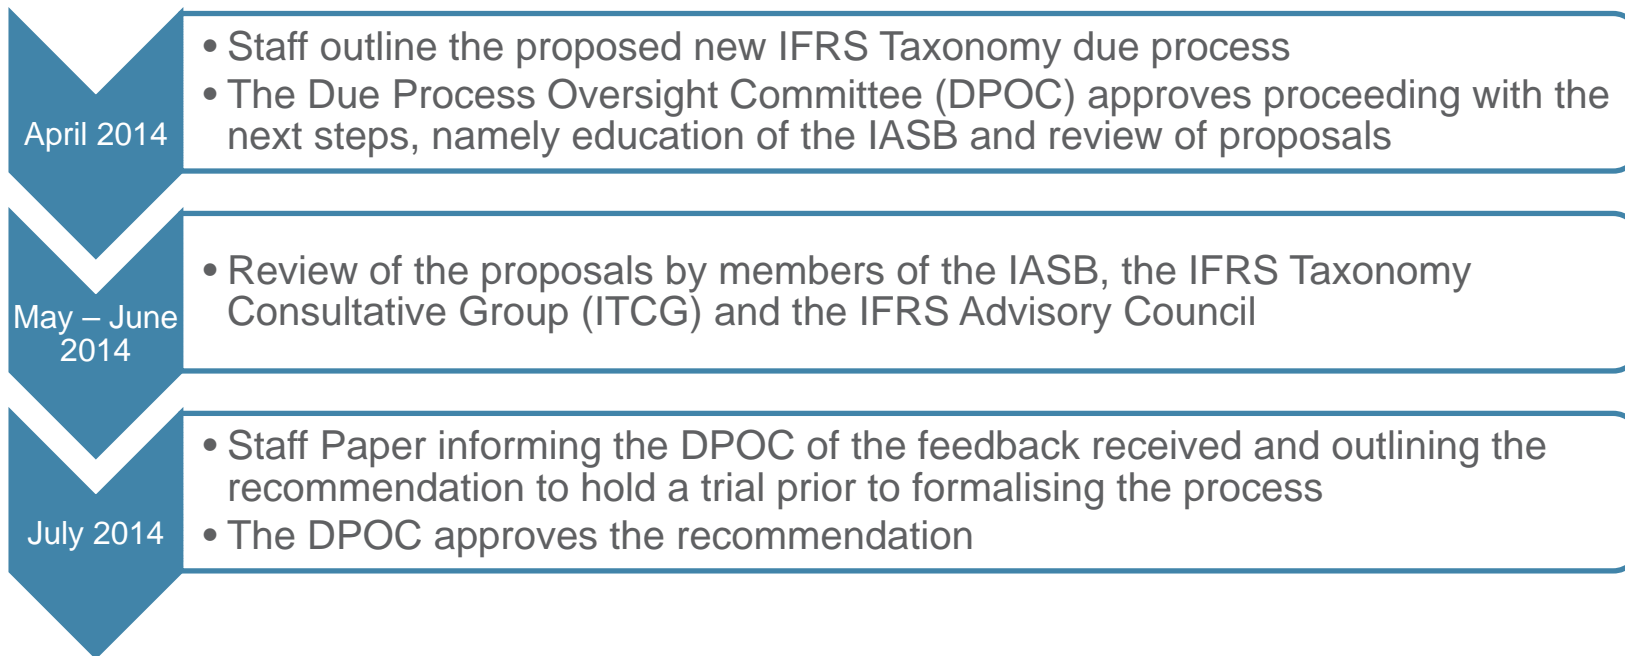 April 2014
• Staff outline the proposed new IFRS Taxonomy due process
• The Due Process Oversight Committee (DPOC) approves proceeding with the
next steps, namely education of the IASB and review of proposals
May – June
2014
• Review of the proposals by members of the IASB, the IFRS Taxonomy
Consultative Group (ITCG) and the IFRS Advisory Council
July 2014
• Staff Paper informing the DPOC of the feedback received and outlining the
recommendation to hold a trial prior to formalising the process
• The DPOC approves the recommendation